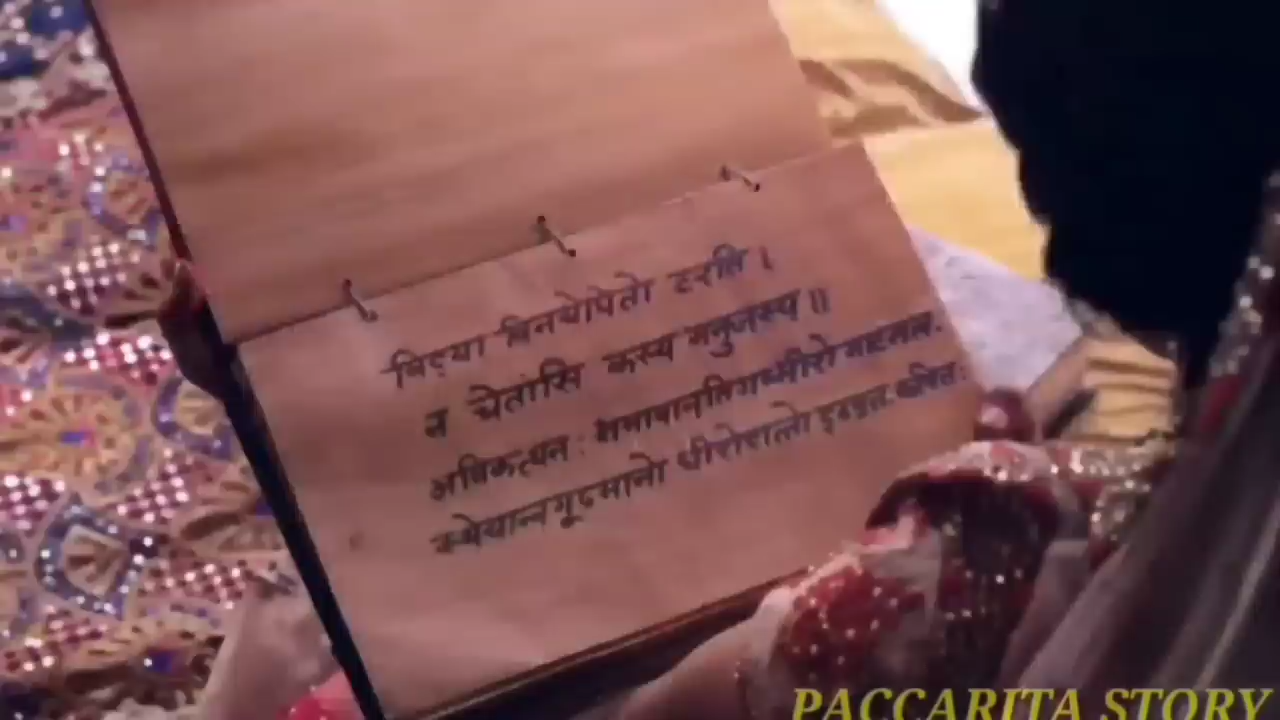 विद्या विनयोपेतो हरति ।
न चेतांसि कस्य मनुजस्य ॥
अविकत्थनः क्षमावानतिगम्भीरो महासत्त्वः
स्थेयान्निगूढमानो धीरोदात्तो दृढव्रतः कथितः
PACCARITA STORY